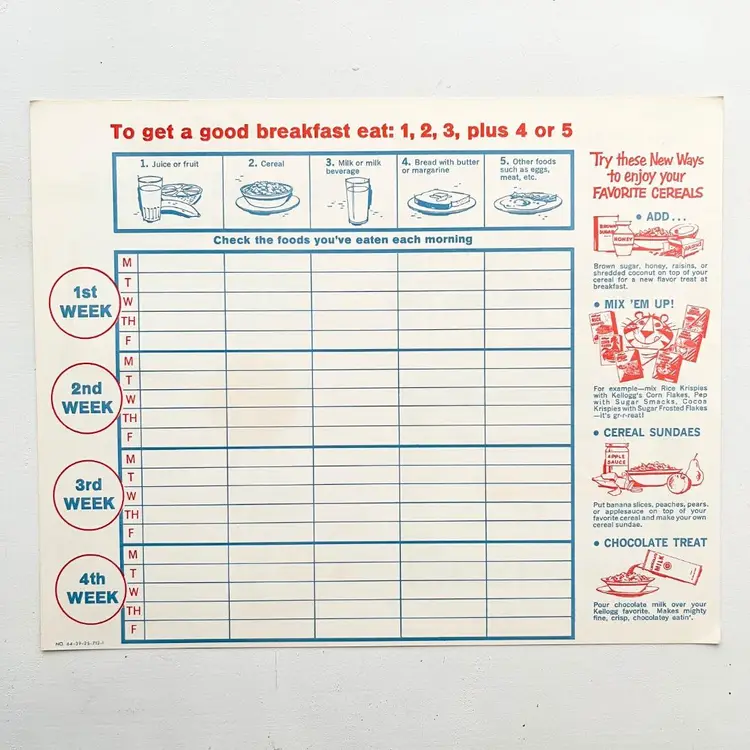 To get a good breakfast eat: 1, 2, 3, plus 4 or 5
1. Juice or fruit
2. Cereal
3. Milk or milk
beverage
4. Bread with butter
or margarine
5. Other foods
such as eggs,
meat, etc.
Check the foods you've eaten each morning
1st
WEEK
M
T
W
TH
F
2nd
WEEK
M
T
W
TH
F
3rd
WEEK
M
T
W
TH
F
4th
WEEK
M
T
W
TH
F
Try these New Ways
to enjoy your
FAVORITE CEREALS
• ADD...
BROWN
SUGAR
HONEY
Brown sugar, honey, raisins, or
shredded coconut on top of your
cereal for a new flavor treat at
breakfast.
• MIX 'EM UP!
For example—mix Rice Krispies
with Kellogg's Corn Flakes, Pep
with Sugar Smacks, Cocoa
Krispies with Sugar Frosted Flakes
—it's gr-r-reat!
• CEREAL SUNDAES
APPLE
SAUCE
Put banana slices, peaches, pears,
or applesauce on top of your
favorite cereal and make your own
cereal sundae.
• CHOCOLATE TREAT
MILK
Pour chocolate milk over your
Kellogg favorite. Makes mighty
fine, crisp, chocolatey eatin'.